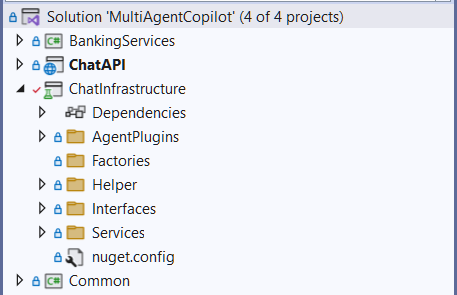 Solution 'MultiAgentCopilot' (4 of 4 projects)
C# BankingServices
ChatAPI
ChatInfrastructure
Dependencies
AgentPlugins
Factories
Helper
Interfaces
Services
nuget.config
C# Common